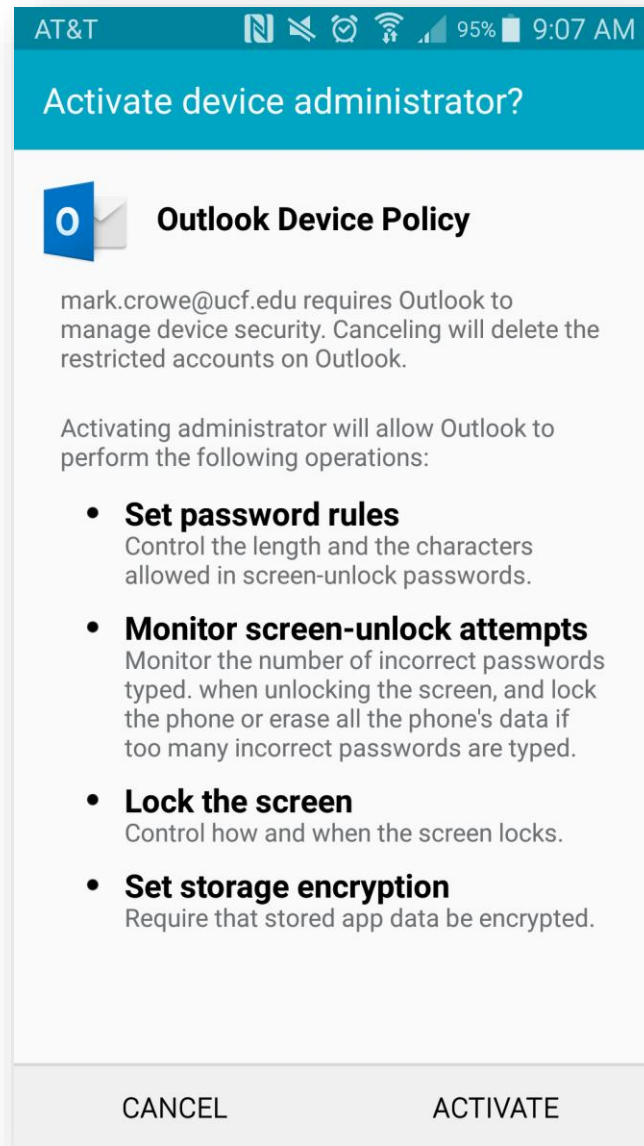 AT&T 95% 9:07 AM
Activate device administrator?
Outlook Device Policy
mark.crowe@ucf.edu requires Outlook to
manage device security. Canceling will delete the
restricted accounts on Outlook.
Activating administrator will allow Outlook to
perform the following operations:
• Set password rules
Control the length and the characters
allowed in screen-unlock passwords.
• Monitor screen-unlock attempts
Monitor the number of incorrect passwords
typed. when unlocking the screen, and lock
the phone or erase all the phone's data if
too many incorrect passwords are typed.
• Lock the screen
Control how and when the screen locks.
• Set storage encryption
Require that stored app data be encrypted.
CANCEL ACTIVATE